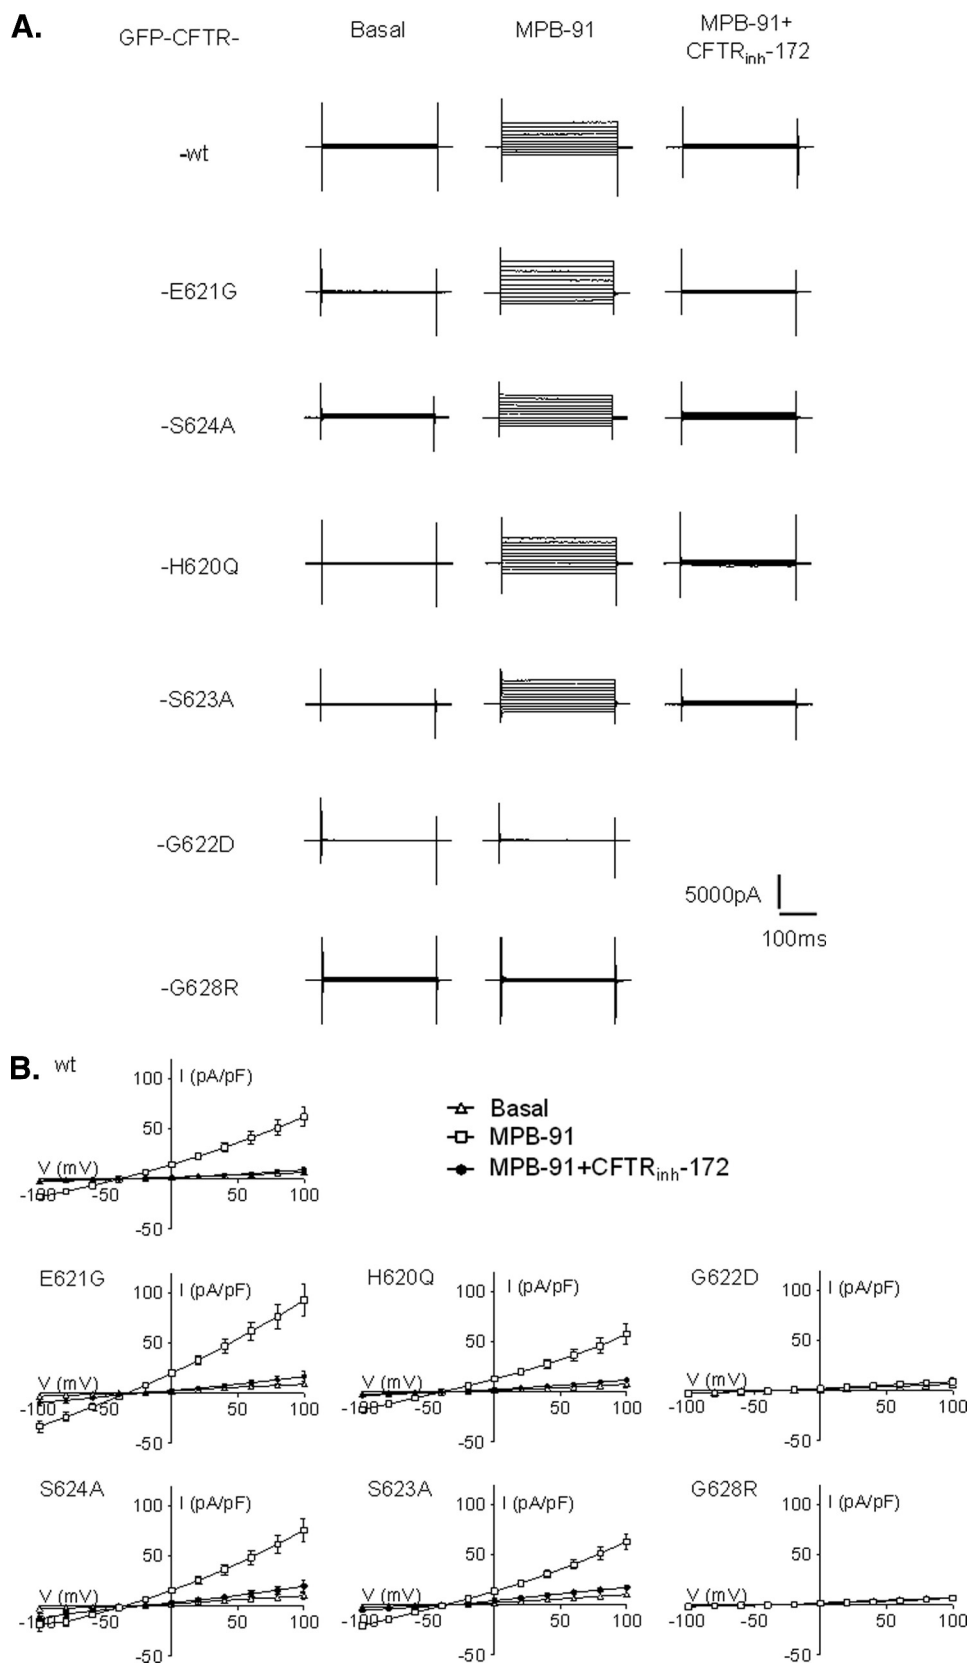 A.
GFP-CFTR- Basal MPB-91 MPB-91+
CFTRinh-172
-wt
-E621G
-S624A
-H620Q
-S623A
-G622D
5000pA
100ms
-G628R
B. wt
100 I (pA/pF)
50
V (mV)
-100 -50 50 100
-50
Basal
MPB-91
MPB-91+CFTRinh-172
E621G
100 I (pA/pF)
50
V (mV)
-100 -50 50 100
-50
H620Q
100 I (pA/pF)
50
V (mV)
-100 -50 50 100
-50
G622D
100 I (pA/pF)
50
V (mV)
-100 -50 50 100
-50
S624A
100 I (pA/pF)
50
V (mV)
-100 -50 50 100
-50
S623A
100 I (pA/pF)
50
V (mV)
-100 -50 50 100
-50
G628R
100 I (pA/pF)
50
V (mV)
-100 -50 50 100
-50